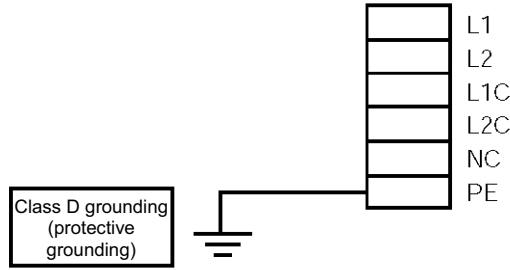 L1
L2
L1C
L2C
NC
PE
Class D grounding
(protective
grounding)